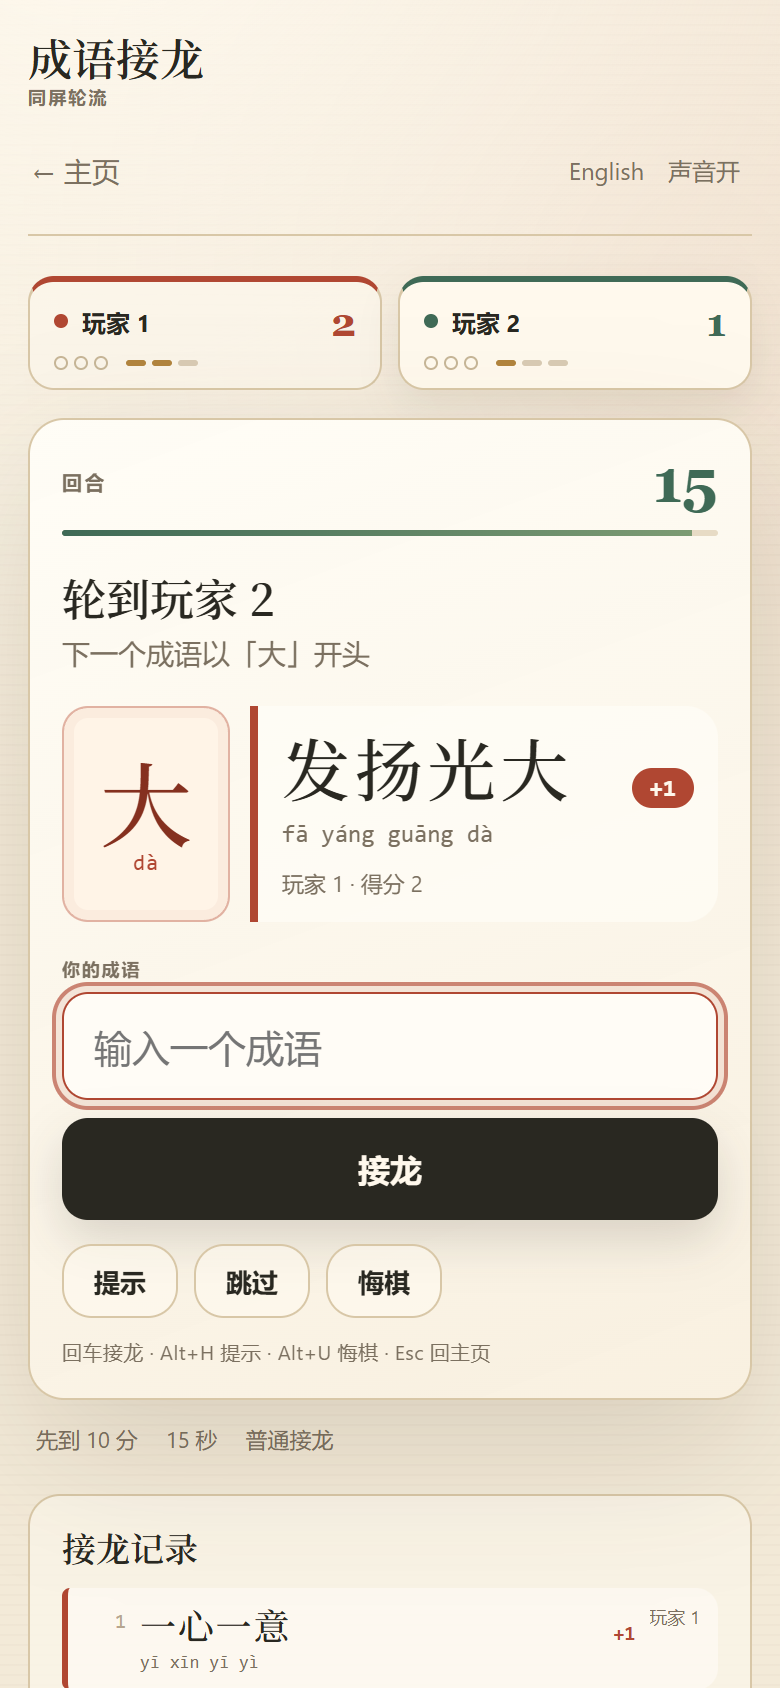 成语接龙
同屏轮流
← 主页
English 声音开
玩家 1 2
玩家 2 1
回合 15
轮到玩家 2
下一个成语以「大」开头
大
dà
发扬光大
+1
fā yáng guāng dà
玩家 1 · 得分 2
你的成语
输入一个成语
接龙
提示 跳过 悔棋
回车接龙 · Alt+H 提示 · Alt+U 悔棋 · Esc 回主页
先到 10 分 15 秒 普通接龙
接龙记录
1 一心一意 +1 玩家 1
yī xīn yī yì